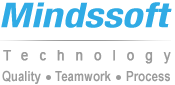 Mindssoft
Technology
Quality • Teamwork • Process